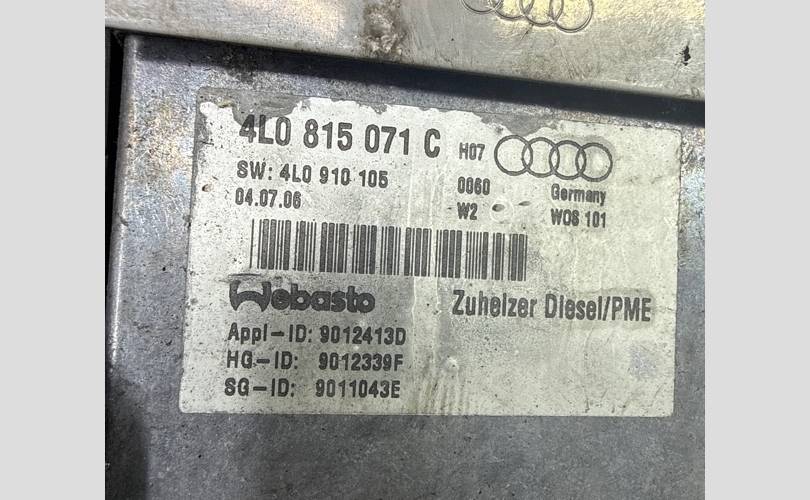 4L0 815 071 C H07
SW: 4L0 910 105 0060 Germany
04.07.06 W2 WOS 101
Webasto Zuheizer Diesel/PME
Appl-ID: 9012413D
HG-ID: 9012339F
SG-ID: 9011043E